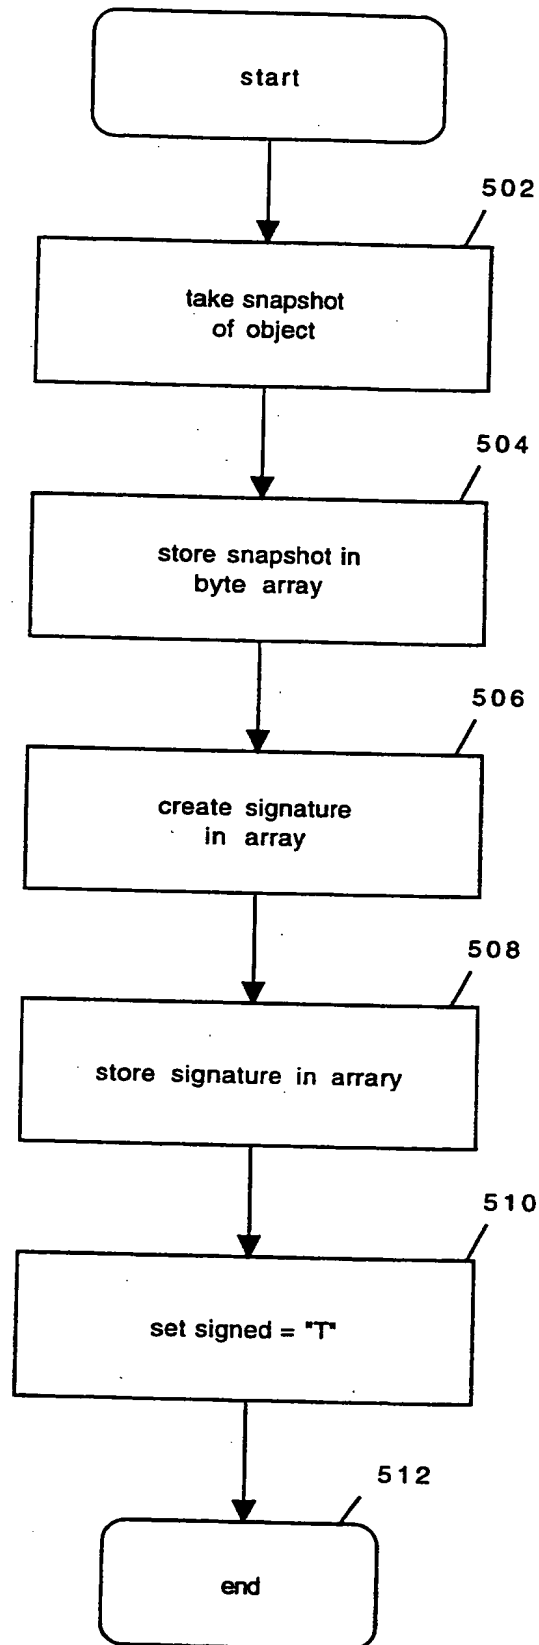 start
502
take snapshot
of object
504
store snapshot in
byte array
506
create signature
in array
508
store signature in arrary
510
set signed = "T"
512
end